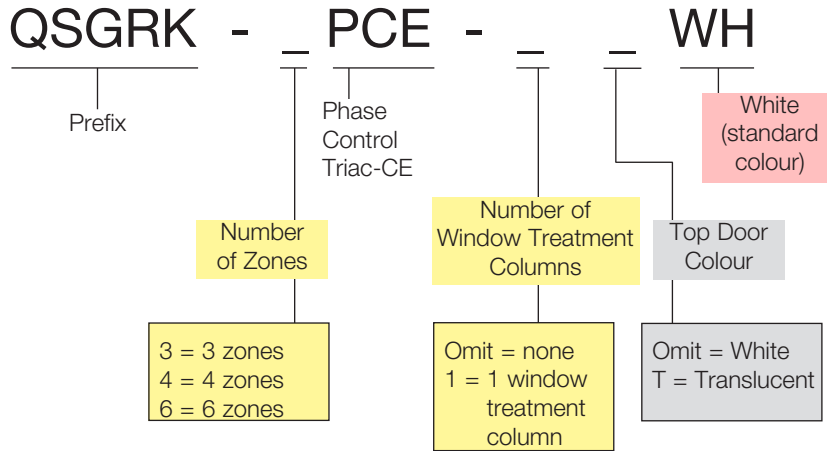 QSGRK - _ PCE - _ _ WH
Prefix
Phase
Control
Triac-CE
White
(standard
colour)
Number
of Zones
Number of
Window Treatment
Columns
Top Door
Colour
3 = 3 zones
4 = 4 zones
6 = 6 zones
Omit = none
1 = 1 window
treatment
column
Omit = White
T = Translucent